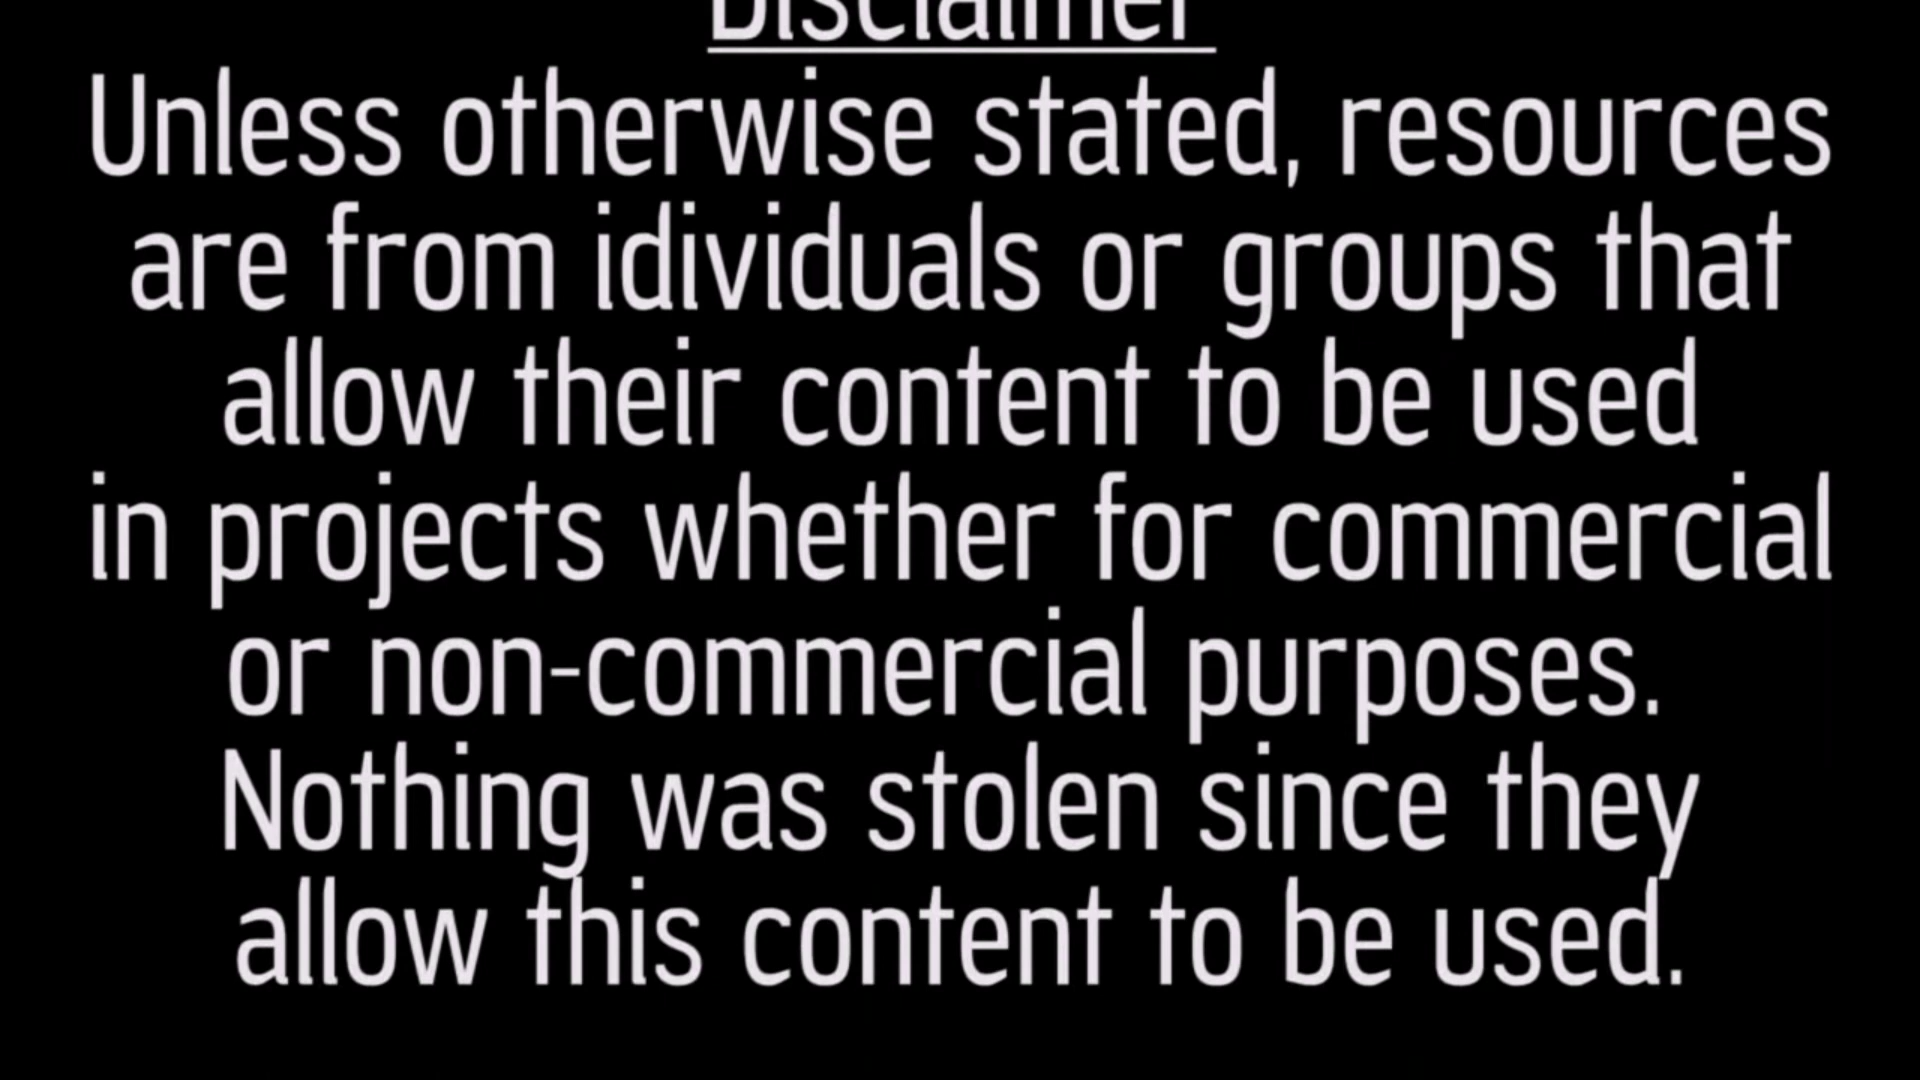 Disclaimer
Unless otherwise stated, resources
are from idividuals or groups that
allow their content to be used
in projects whether for commercial
or non-commercial purposes.
Nothing was stolen since they
allow this content to be used.